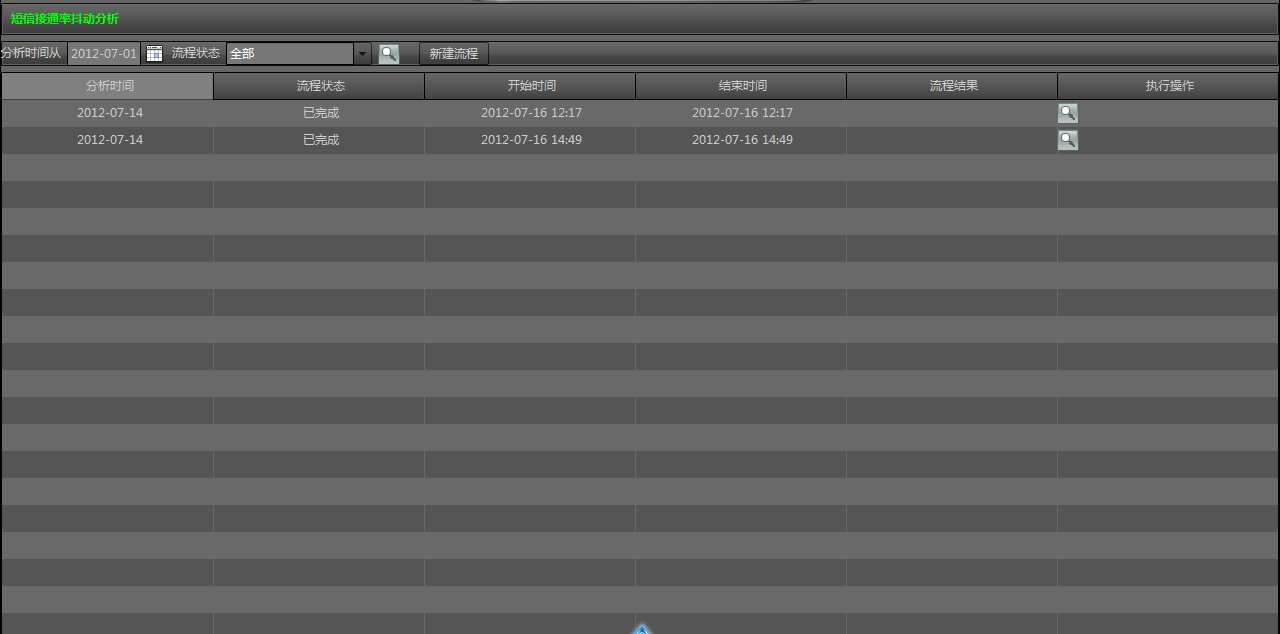 短信接通率抖动分析
分析时间从 2012-07-01 流程状态 全部 新建流程
分析时间 流程状态 开始时间 结束时间 流程结果 执行操作
2012-07-14 已完成 2012-07-16 12:17 2012-07-16 12:17
2012-07-14 已完成 2012-07-16 14:49 2012-07-16 14:49